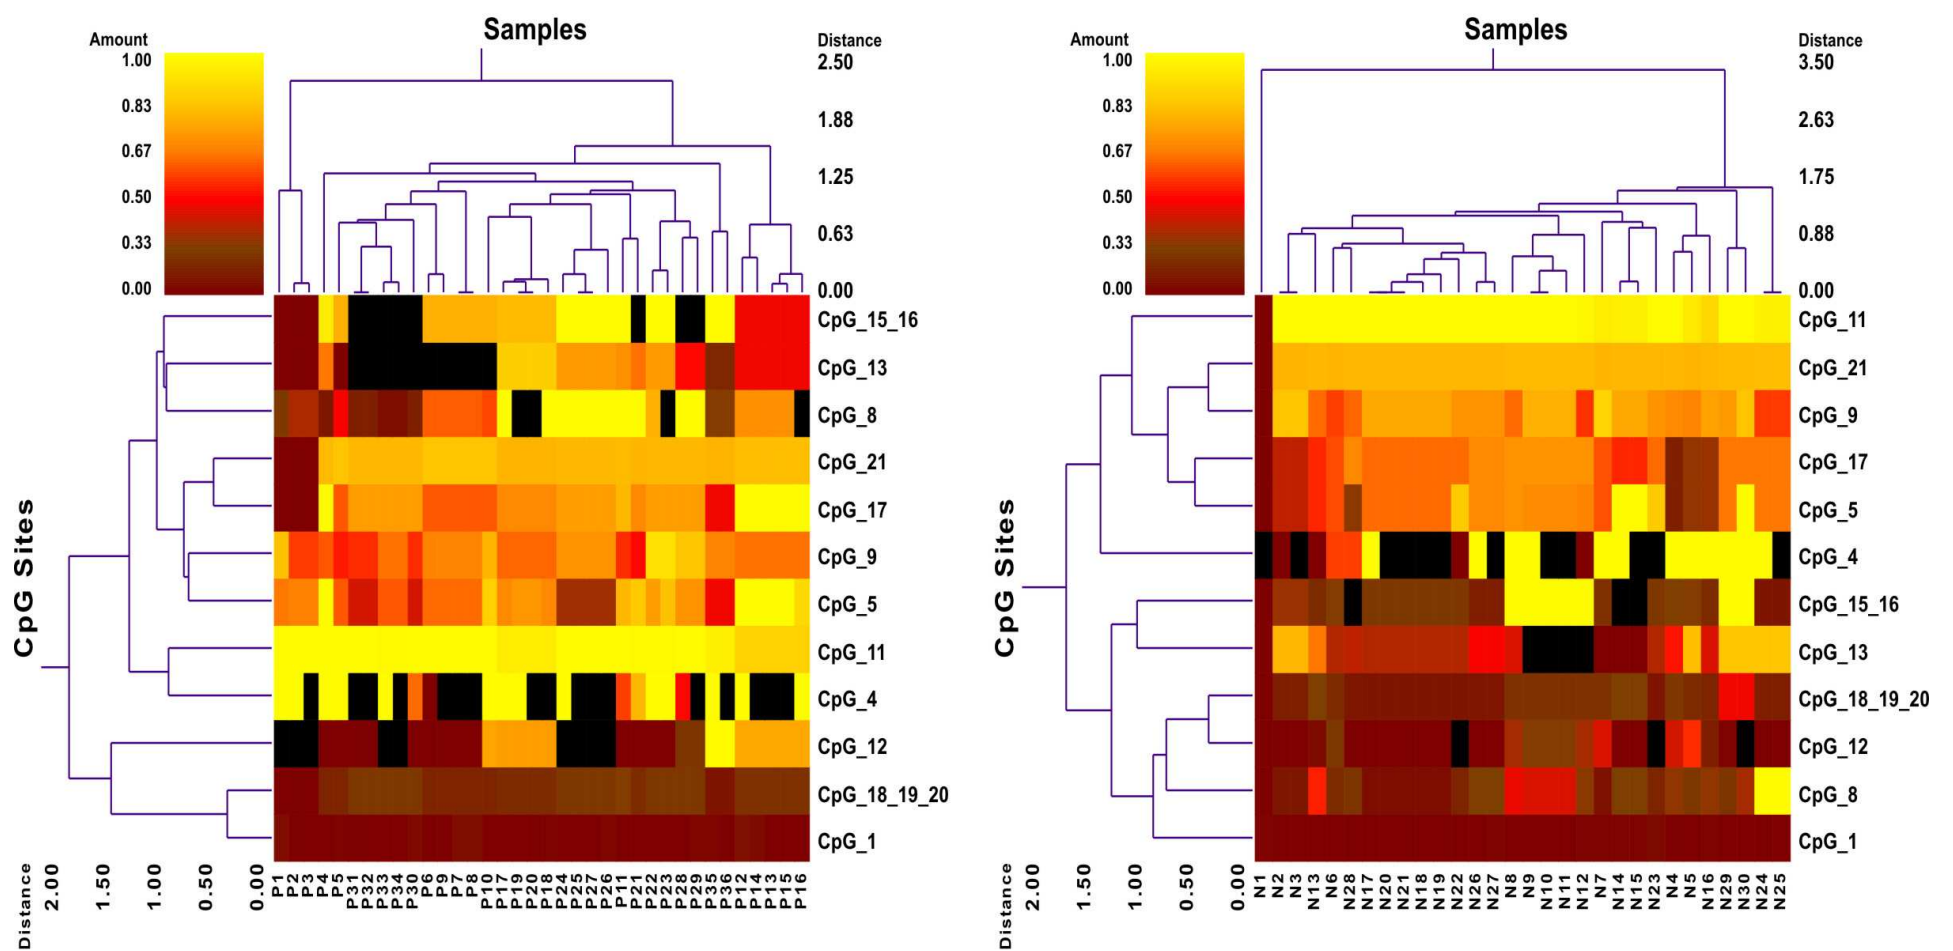 Samples
Amount
1.00
0.83
0.67
0.50
0.33
0.00
Distance
2.50
1.88
1.25
0.63
0.00
CpG_15_16
CpG_13
CpG_8
CpG_21
CpG_17
CpG_9
CpG_5
CpG_11
CpG_4
CpG_12
CpG_18_19_20
CpG_1
CpG Sites
Distance
2.00
1.50
1.00
0.50
0.00
P1 P2 P3 P4 P5 P31 P32 P33 P34 P30 P6 P9 P7 P8 P10 P17 P19 P20 P18 P24 P25 P27 P26 P11 P21 P22 P23 P28 P29 P35 P36 P12 P14 P13 P15 P16
Samples
Amount
1.00
0.83
0.67
0.50
0.33
0.00
Distance
3.50
2.63
1.75
0.88
0.00
CpG_11
CpG_21
CpG_9
CpG_17
CpG_5
CpG_4
CpG_15_16
CpG_13
CpG_18_19_20
CpG_12
CpG_8
CpG_1
CpG Sites
Distance
2.00
1.50
1.00
0.50
0.00
N1 N2 N3 N13 N6 N28 N17 N20 N21 N18 N19 N22 N26 N27 N8 N9 N10 N11 N12 N7 N14 N15 N23 N4 N5 N16 N29 N30 N24 N25